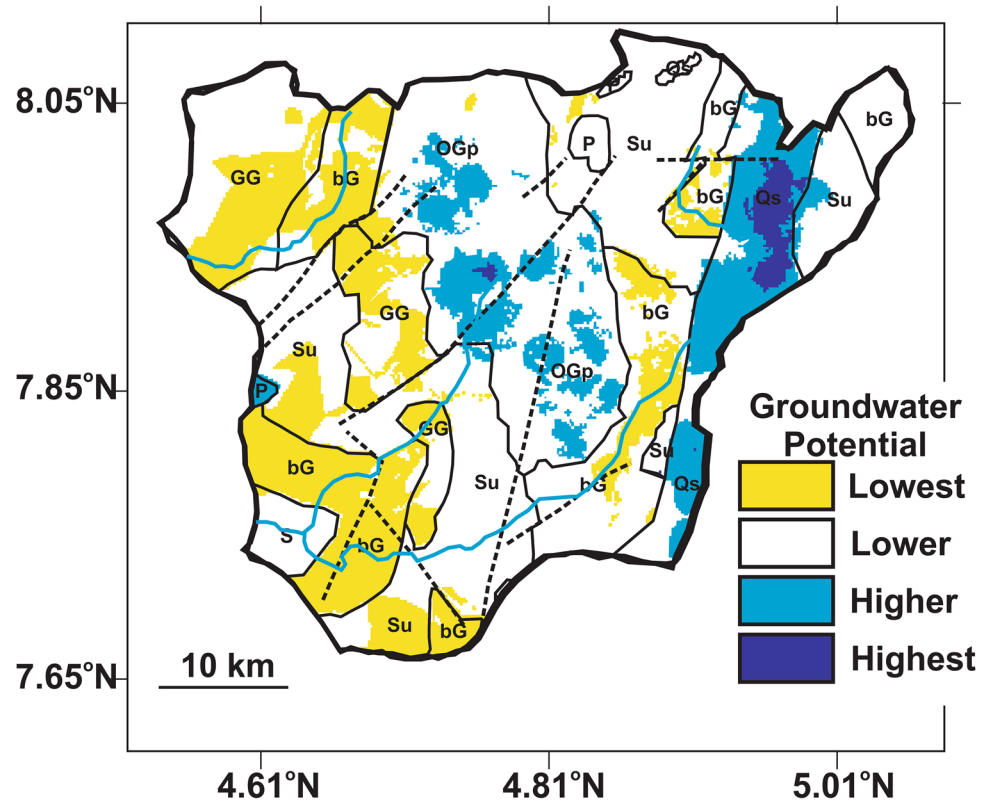 8.05°N
7.85°N
7.65°N
bG
bG
P
OGp
Su
GG
bG
bG
Qs
Su
GG
bG
Su
OGp
P
GG
Su
bG
Su
bG
Qs
S
bG
Su
bG
Groundwater
Potential
Lowest
Lower
Higher
Highest
10 km
4.61°N
4.81°N
5.01°N